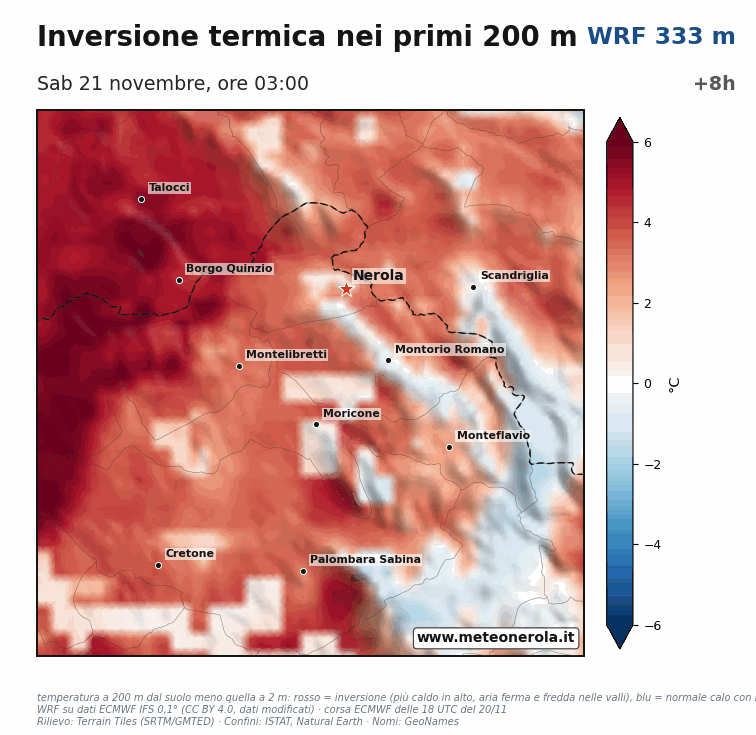 Inversione termica nei primi 200 m WRF 333 m
Sab 21 novembre, ore 03:00 +8h
Talocci
Borgo Quinzio
Nerola
Scandriglia
Montelibretti
Montorio Romano
Moricone
Monteflavio
Cretone
Palombara Sabina
www.meteonerola.it
6
4
2
0
−2
−4
−6
°C
temperatura a 200 m dal suolo meno quella a 2 m: rosso = inversione (più caldo in alto, aria ferma e fredda nelle valli), blu = normale calo con
WRF su dati ECMWF IFS 0,1° (CC BY 4.0, dati modificati) · corsa ECMWF delle 18 UTC del 20/11
Rilievo: Terrain Tiles (SRTM/GMTED) · Confini: ISTAT, Natural Earth · Nomi: GeoNames